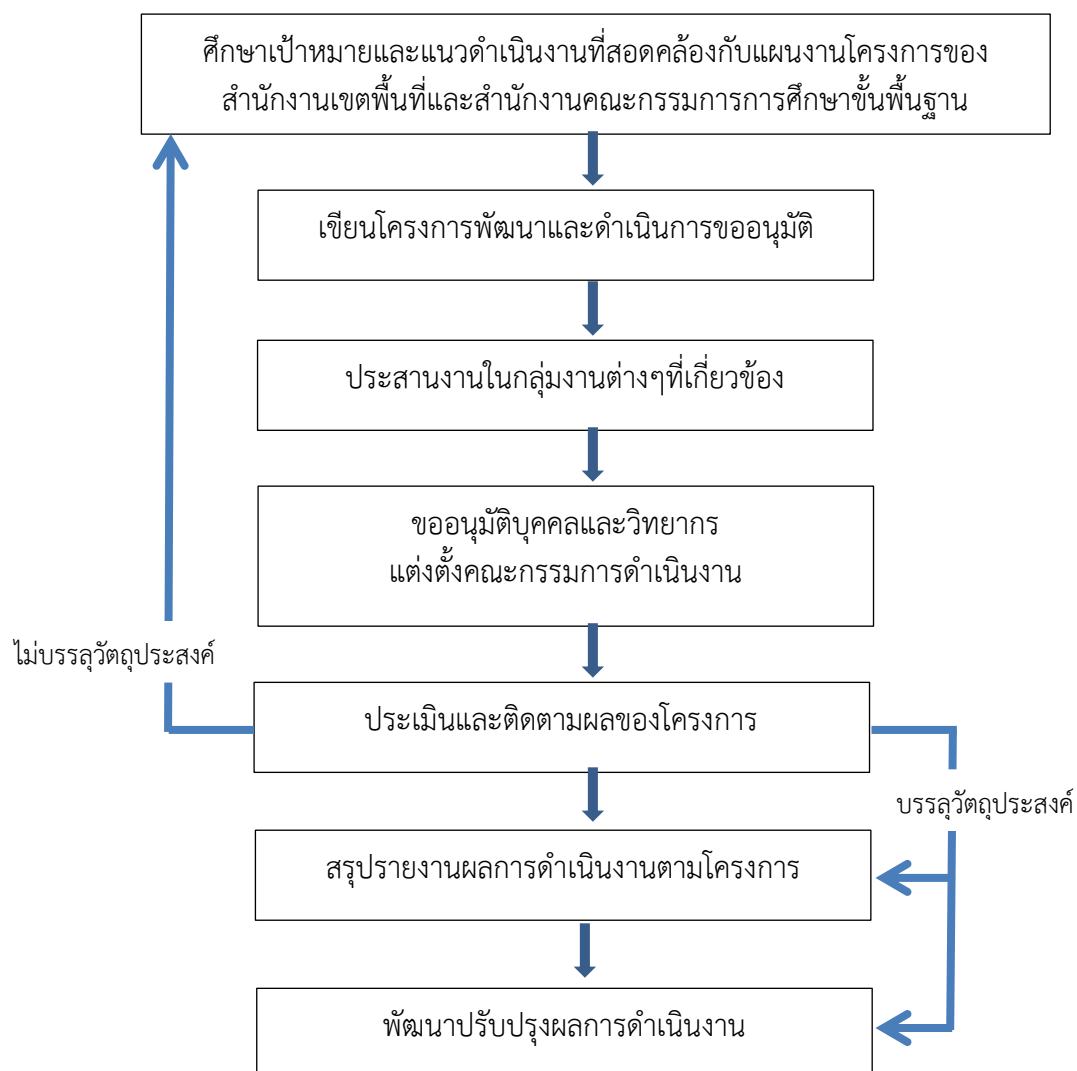 ศึกษาเป้าหมายและแนวดำเนินงานที่สอดคล้องกับแผนงานโครงการของ
สำนักงานเขตพื้นที่และสำนักงานคณะกรรมการการศึกษาขั้นพื้นฐาน
เขียนโครงการพัฒนาและดำเนินการขออนุมัติ
ประสานงานในกลุ่มงานต่างๆที่เกี่ยวข้อง
ขออนุมัติบุคคลและวิทยากร
แต่งตั้งคณะกรรมการดำเนินงาน
ไม่บรรลุวัตถุประสงค์
ประเมินและติดตามผลของโครงการ
บรรลุวัตถุประสงค์
สรุปรายงานผลการดำเนินงานตามโครงการ
พัฒนาปรับปรุงผลการดำเนินงาน